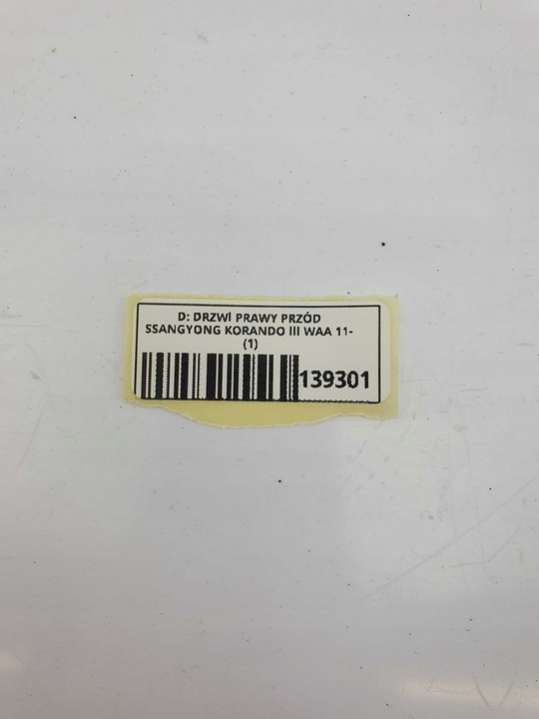 D: DRZWI PRAWY PRZÓD
SSANGYONG KORANDO III WAA 11-
(1)
139301